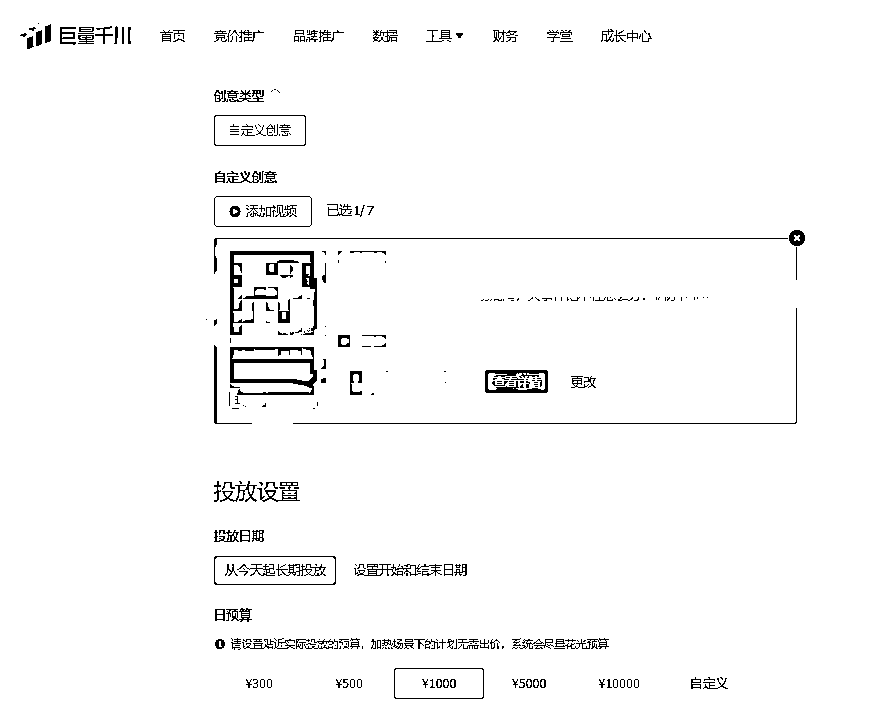 巨量千川 首页 竞价推广 品牌推广 数据 工具 财务 学堂 成长中心
创意类型
自定义创意
自定义创意
添加视频 已选1/7
查看详情 更改
投放设置
投放日期
从今天起长期投放 设置开始和结束日期
日预算
请设置贴近实际投放的预算，加热场景下的计划无需出价，系统会尽量花光预算
¥300 ¥500 ¥1000 ¥5000 ¥10000 自定义